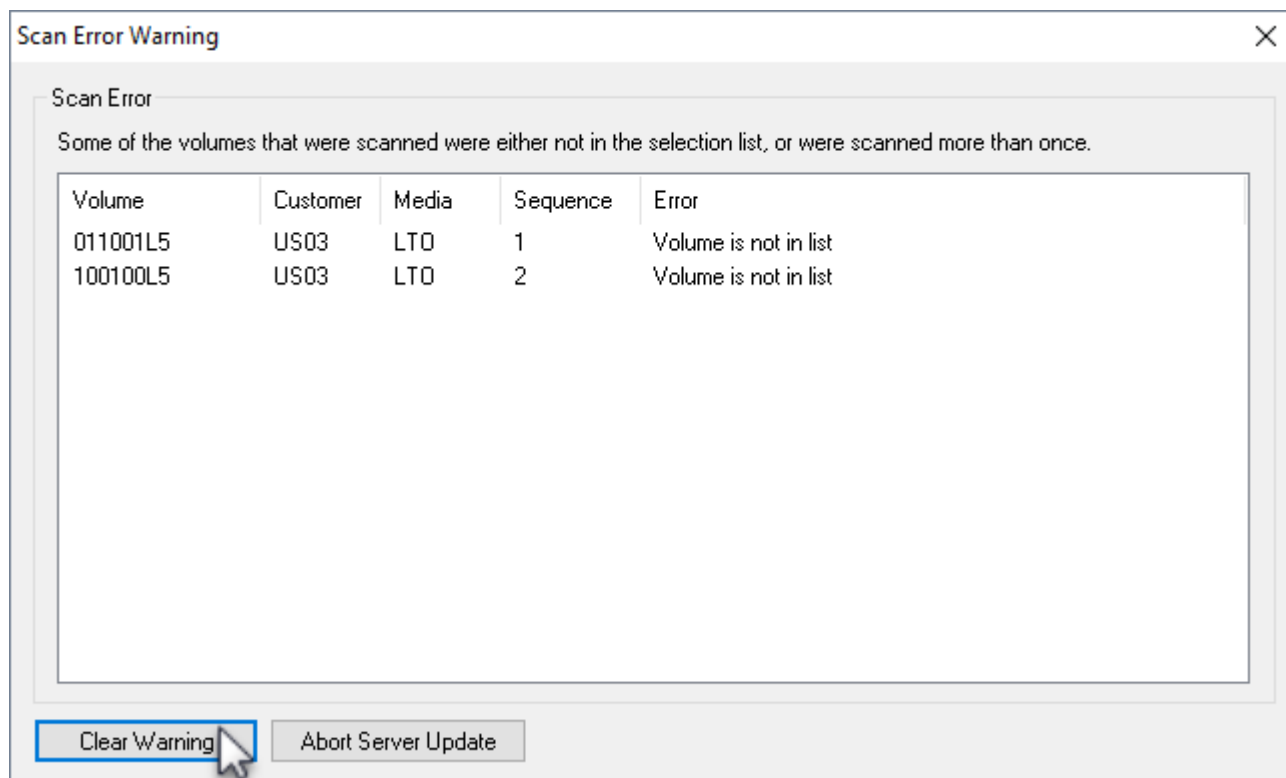 Scan Error Warning
Scan Error
Some of the volumes that were scanned were either not in the selection list, or were scanned more than once.
Volume Customer Media Sequence Error
011001L5 US03 LTO 1 Volume is not in list
100100L5 US03 LTO 2 Volume is not in list
Clear Warning Abort Server Update